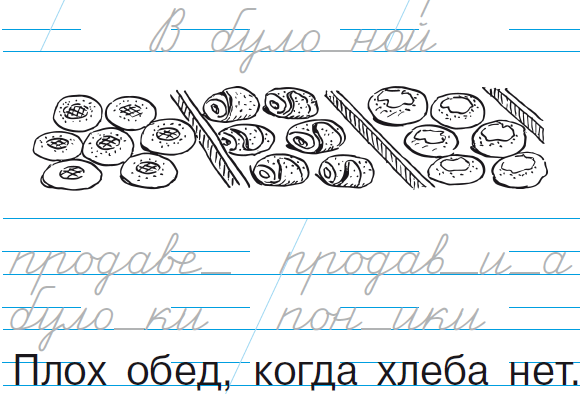 В було_ной
продаве_ продав_и_а
було_ки пон_ики
Плох обед, когда хлеба нет.